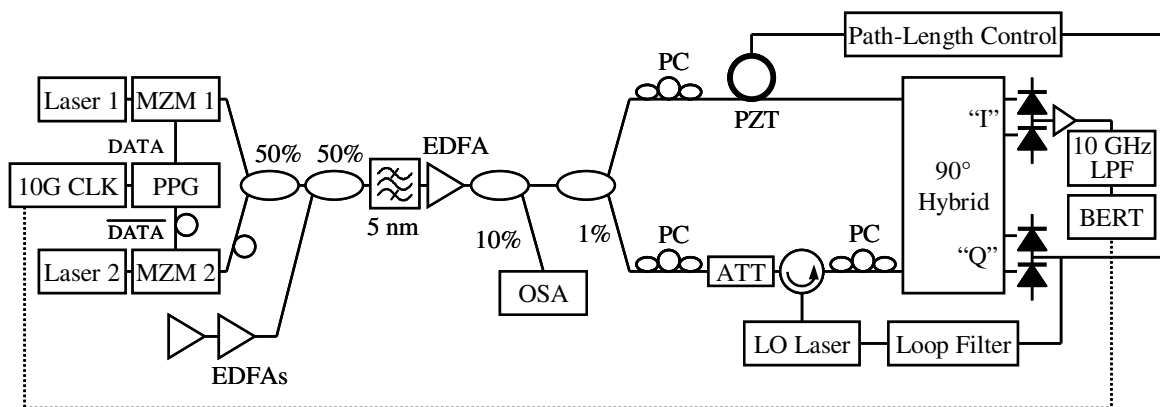 Path-Length Control
PC
Laser 1
MZM 1
PZT
“I”
DATA
50%
50%
EDFA
10 GHz
LPF
10G CLK
PPG
90°
Hybrid
5 nm
DATA
10%
1%
BERT
PC
PC
“Q”
Laser 2
MZM 2
ATT
OSA
LO Laser
Loop Filter
EDFAs